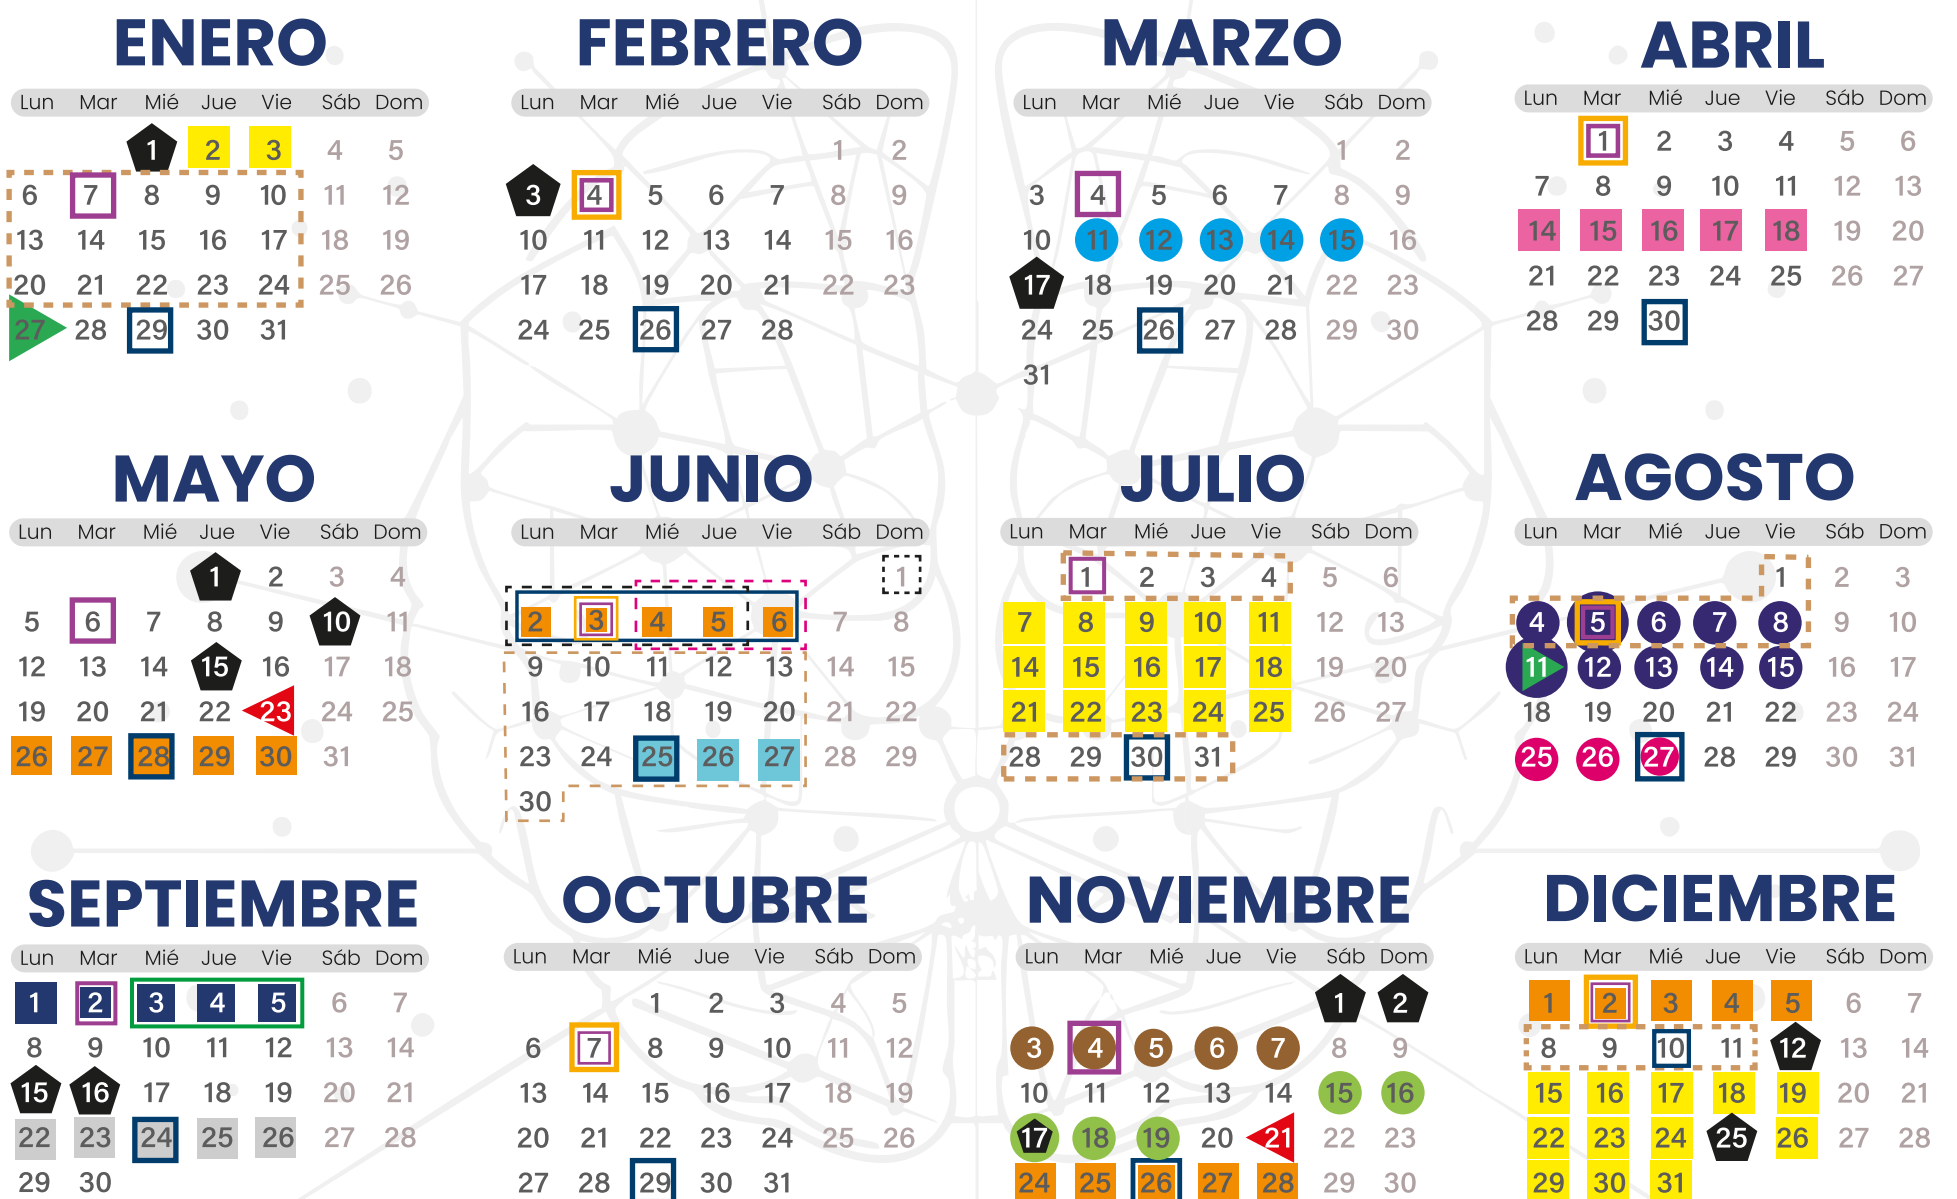 ENERO
Lun Mar Mié Jue Vie Sáb Dom
1 2 3 4 5
6 7 8 9 10 11 12
13 14 15 16 17 18 19
20 21 22 23 24 25 26
27 28 29 30 31
FEBRERO
Lun Mar Mié Jue Vie Sáb Dom
1 2
3 4 5 6 7 8 9
10 11 12 13 14 15 16
17 18 19 20 21 22 23
24 25 26 27 28
MARZO
Lun Mar Mié Jue Vie Sáb Dom
1 2
3 4 5 6 7 8 9
10 11 12 13 14 15 16
17 18 19 20 21 22 23
24 25 26 27 28 29 30
31
ABRIL
Lun Mar Mié Jue Vie Sáb Dom
1 2 3 4 5 6
7 8 9 10 11 12 13
14 15 16 17 18 19 20
21 22 23 24 25 26 27
28 29 30
MAYO
Lun Mar Mié Jue Vie Sáb Dom
1 2 3 4
5 6 7 8 9 10 11
12 13 14 15 16 17 18
19 20 21 22 23 24 25
26 27 28 29 30 31
JUNIO
Lun Mar Mié Jue Vie Sáb Dom
1
2 3 4 5 6 7 8
9 10 11 12 13 14 15
16 17 18 19 20 21 22
23 24 25 26 27 28 29
30
JULIO
Lun Mar Mié Jue Vie Sáb Dom
1 2 3 4 5 6
7 8 9 10 11 12 13
14 15 16 17 18 19 20
21 22 23 24 25 26 27
28 29 30 31
AGOSTO
Lun Mar Mié Jue Vie Sáb Dom
1 2 3
4 5 6 7 8 9 10
11 12 13 14 15 16 17
18 19 20 21 22 23 24
25 26 27 28 29 30 31
SEPTIEMBRE
Lun Mar Mié Jue Vie Sáb Dom
1 2 3 4 5 6 7
8 9 10 11 12 13 14
15 16 17 18 19 20 21
22 23 24 25 26 27 28
29 30
OCTUBRE
Lun Mar Mié Jue Vie Sáb Dom
1 2 3 4 5
6 7 8 9 10 11 12
13 14 15 16 17 18 19
20 21 22 23 24 25 26
27 28 29 30 31
NOVIEMBRE
Lun Mar Mié Jue Vie Sáb Dom
1 2
3 4 5 6 7 8 9
10 11 12 13 14 15 16
17 18 19 20 21 22 23
24 25 26 27 28 29 30
DICIEMBRE
Lun Mar Mié Jue Vie Sáb Dom
1 2 3 4 5 6 7
8 9 10 11 12 13 14
15 16 17 18 19 20 21
22 23 24 25 26 27 28
29 30 31